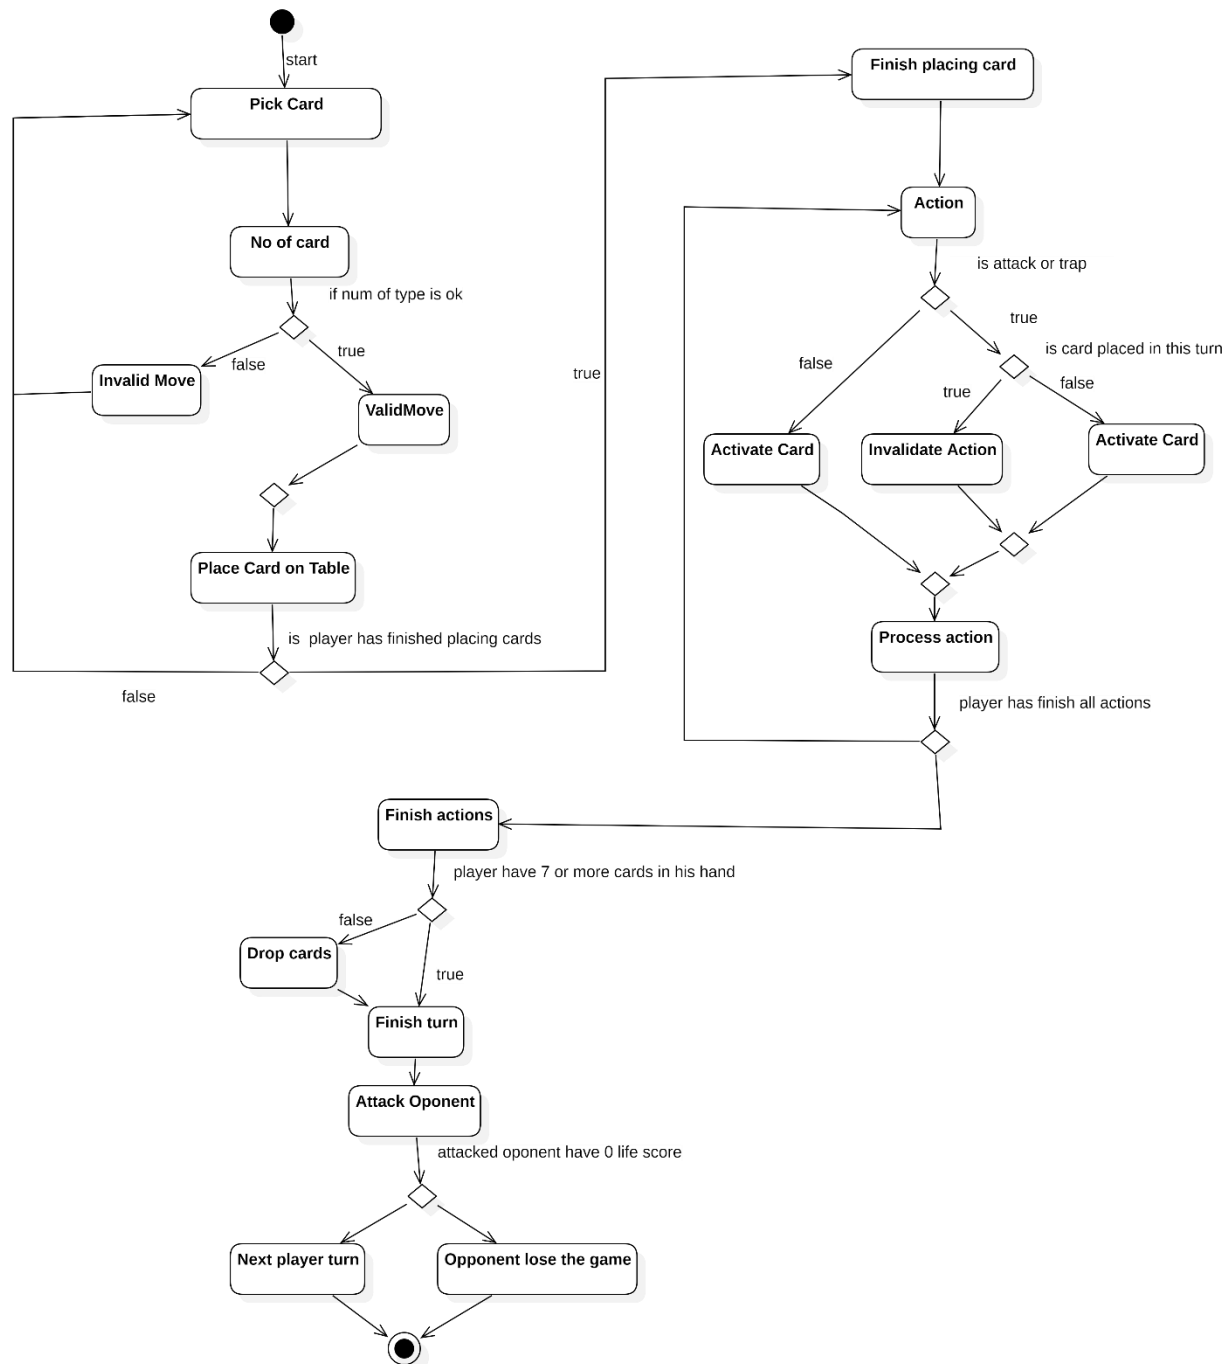 start
Pick Card
No of card
if num of type is ok
false
true
Invalid Move
ValidMove
Place Card on Table
is player has finished placing cards
false
true
Finish placing card
Action
is attack or trap
true
false
is card placed in this turn
true
false
Activate Card
Invalidate Action
Activate Card
Process action
player has finish all actions
Finish actions
player have 7 or more cards in his hand
false
Drop cards
true
Finish turn
Attack Oponent
attacked oponent have 0 life score
Next player turn
Opponent lose the game